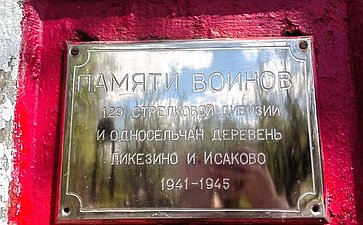 ПАМЯТИ ВОИНОВ
129 СТРЕЛКОВОЙ ДИВИЗИИ
И ОДНОСЕЛЬЧАН ДЕРЕВЕНЬ
ЛИКЕЗИНО И ИСАКОВО
1941-1945